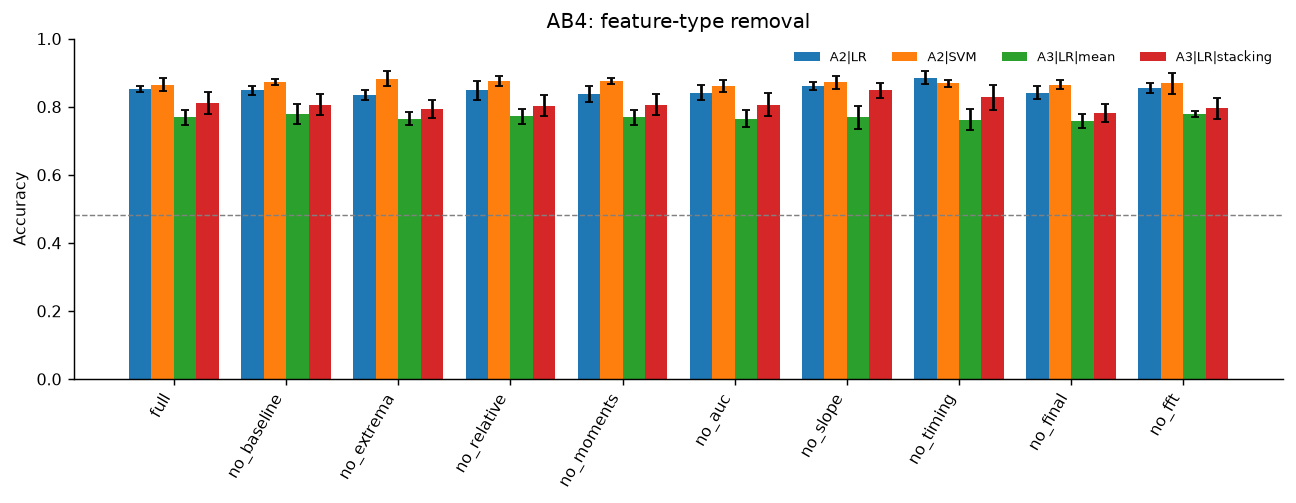 AB4: feature-type removal
A2|LR A2|SVM A3|LR|mean A3|LR|stacking
Accuracy
1.0
0.8
0.6
0.4
0.2
0.0
full no_baseline no_extrema no_relative no_moments no_auc no_slope no_timing no_final no_fft